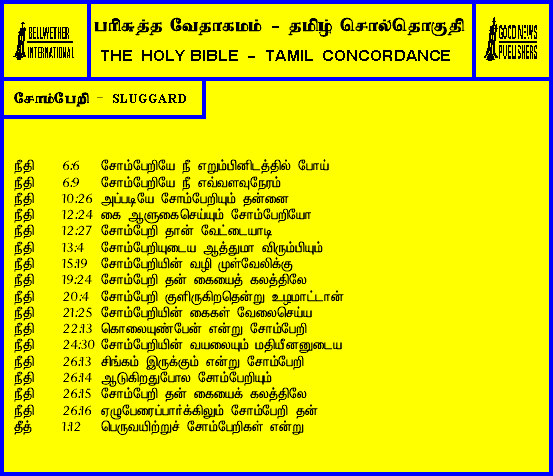 BELLWETHER
INTERNATIONAL
பரிசுத்த வேதாகமம் - தமிழ் சொல்தொகுதி
THE HOLY BIBLE - TAMIL CONCORDANCE
GOOD NEWS
PUBLISHERS
சோம்பேறி - SLUGGARD
நீதி 6:6 சோம்பேறியே நீ எறும்பினிடத்தில் போய்
நீதி 6:9 சோம்பேறியே நீ எவ்வளவுநேரம்
நீதி 10:26 அப்படியே சோம்பேறியும் தன்னை
நீதி 12:24 கை ஆளுகைசெய்யும் சோம்பேறியோ
நீதி 12:27 சோம்பேறி தான் வேட்டையாடி
நீதி 13:4 சோம்பேறியுடைய ஆத்துமா விரும்பியும்
நீதி 15:19 சோம்பேறியின் வழி முள்வேலிக்கு
நீதி 19:24 சோம்பேறி தன் கையைத் கலத்திலே
நீதி 20:4 சோம்பேறி குளிருகிறதென்று உழமாட்டான்
நீதி 21:25 சோம்பேறியின் கைகள் வேலைசெய்ய
நீதி 22:13 கொலையுண்பேன் என்று சோம்பேறி
நீதி 24:30 சோம்பேறியின் வயலையும் மதியீனனுடைய
நீதி 26:13 சிங்கம் இருக்கும் என்று சோம்பேறி
நீதி 26:14 ஆடுகிறதுபோல சோம்பேறியும்
நீதி 26:15 சோம்பேறி தன் கையைக் கலத்திலே
நீதி 26:16 ஏழுபேரைப்பார்க்கிலும் சோம்பேறி தன்
தீத் 1:12 பெருவயிற்றுச் சோம்பேறிகள் என்று